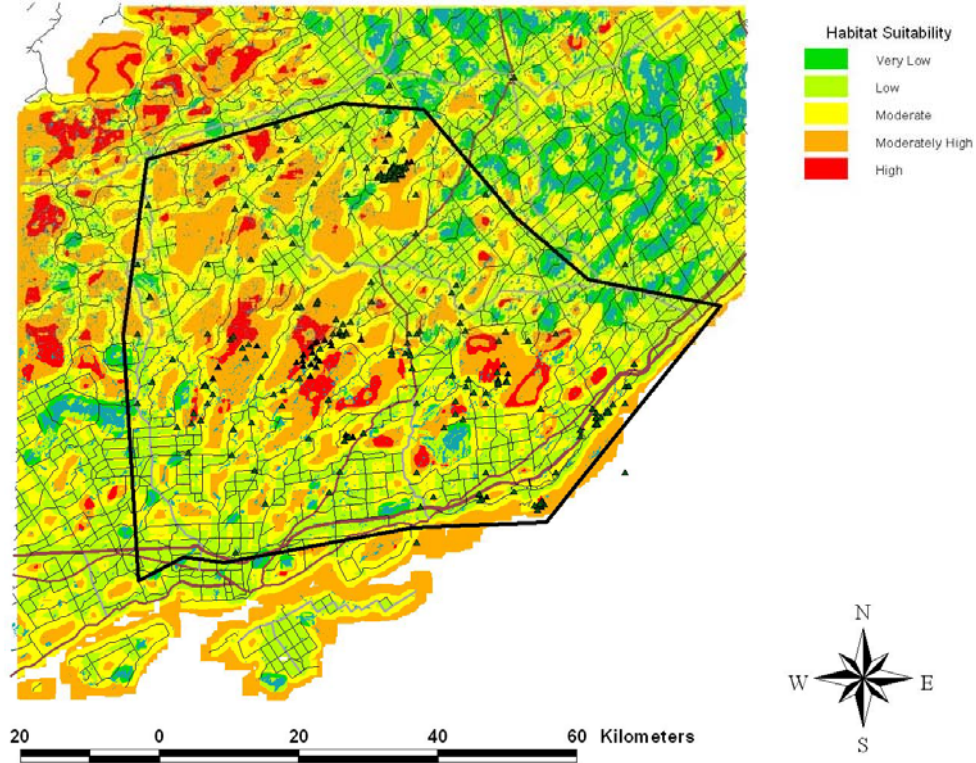 Habitat Suitability
Very Low
Low
Moderate
Moderately High
High
N
W E
S
20 0 20 40 60 Kilometers